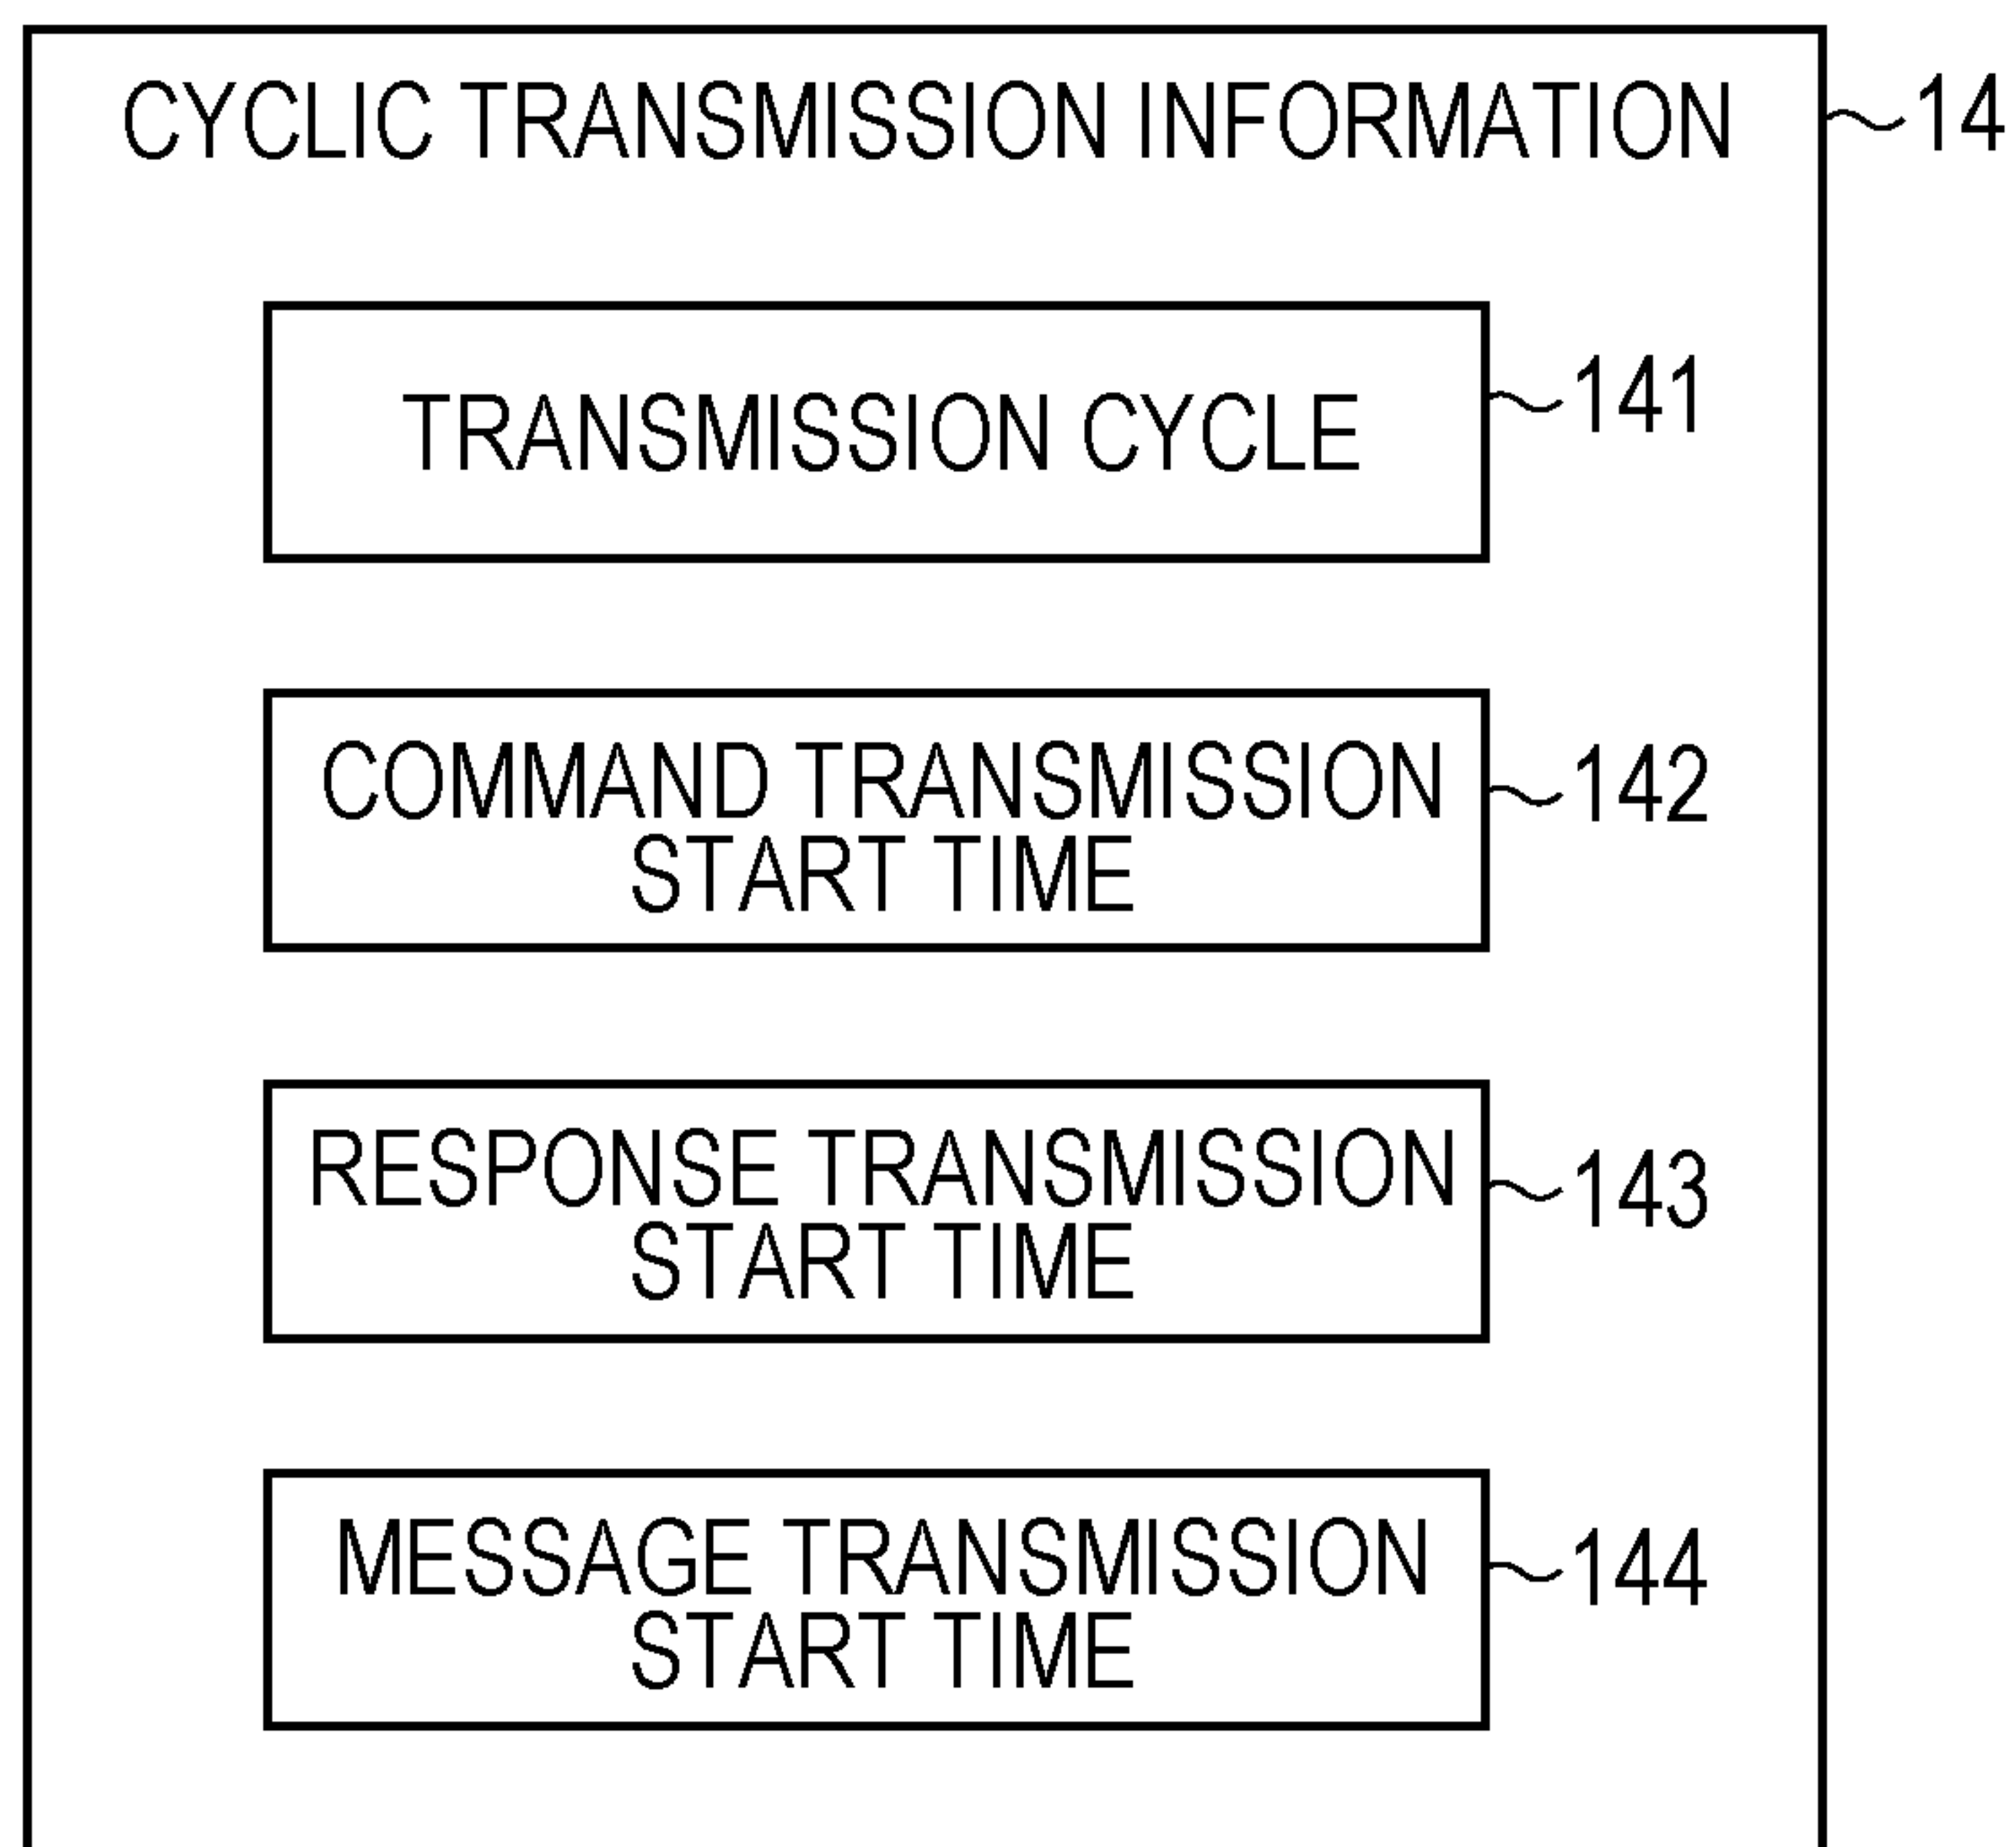 CYCLIC TRANSMISSION INFORMATION
14
TRANSMISSION CYCLE
141
COMMAND TRANSMISSION
START TIME
142
RESPONSE TRANSMISSION
START TIME
143
MESSAGE TRANSMISSION
START TIME
144